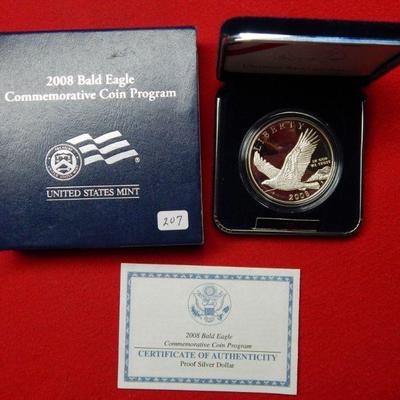 2008 Bald Eagle
Commemorative Coin Program
UNITED STATES MINT
207
LIBERTY
IN GOD
WE TRUST
2008
2008 Bald Eagle
Commemorative Coin Program
CERTIFICATE OF AUTHENTICITY
Proof Silver Dollar